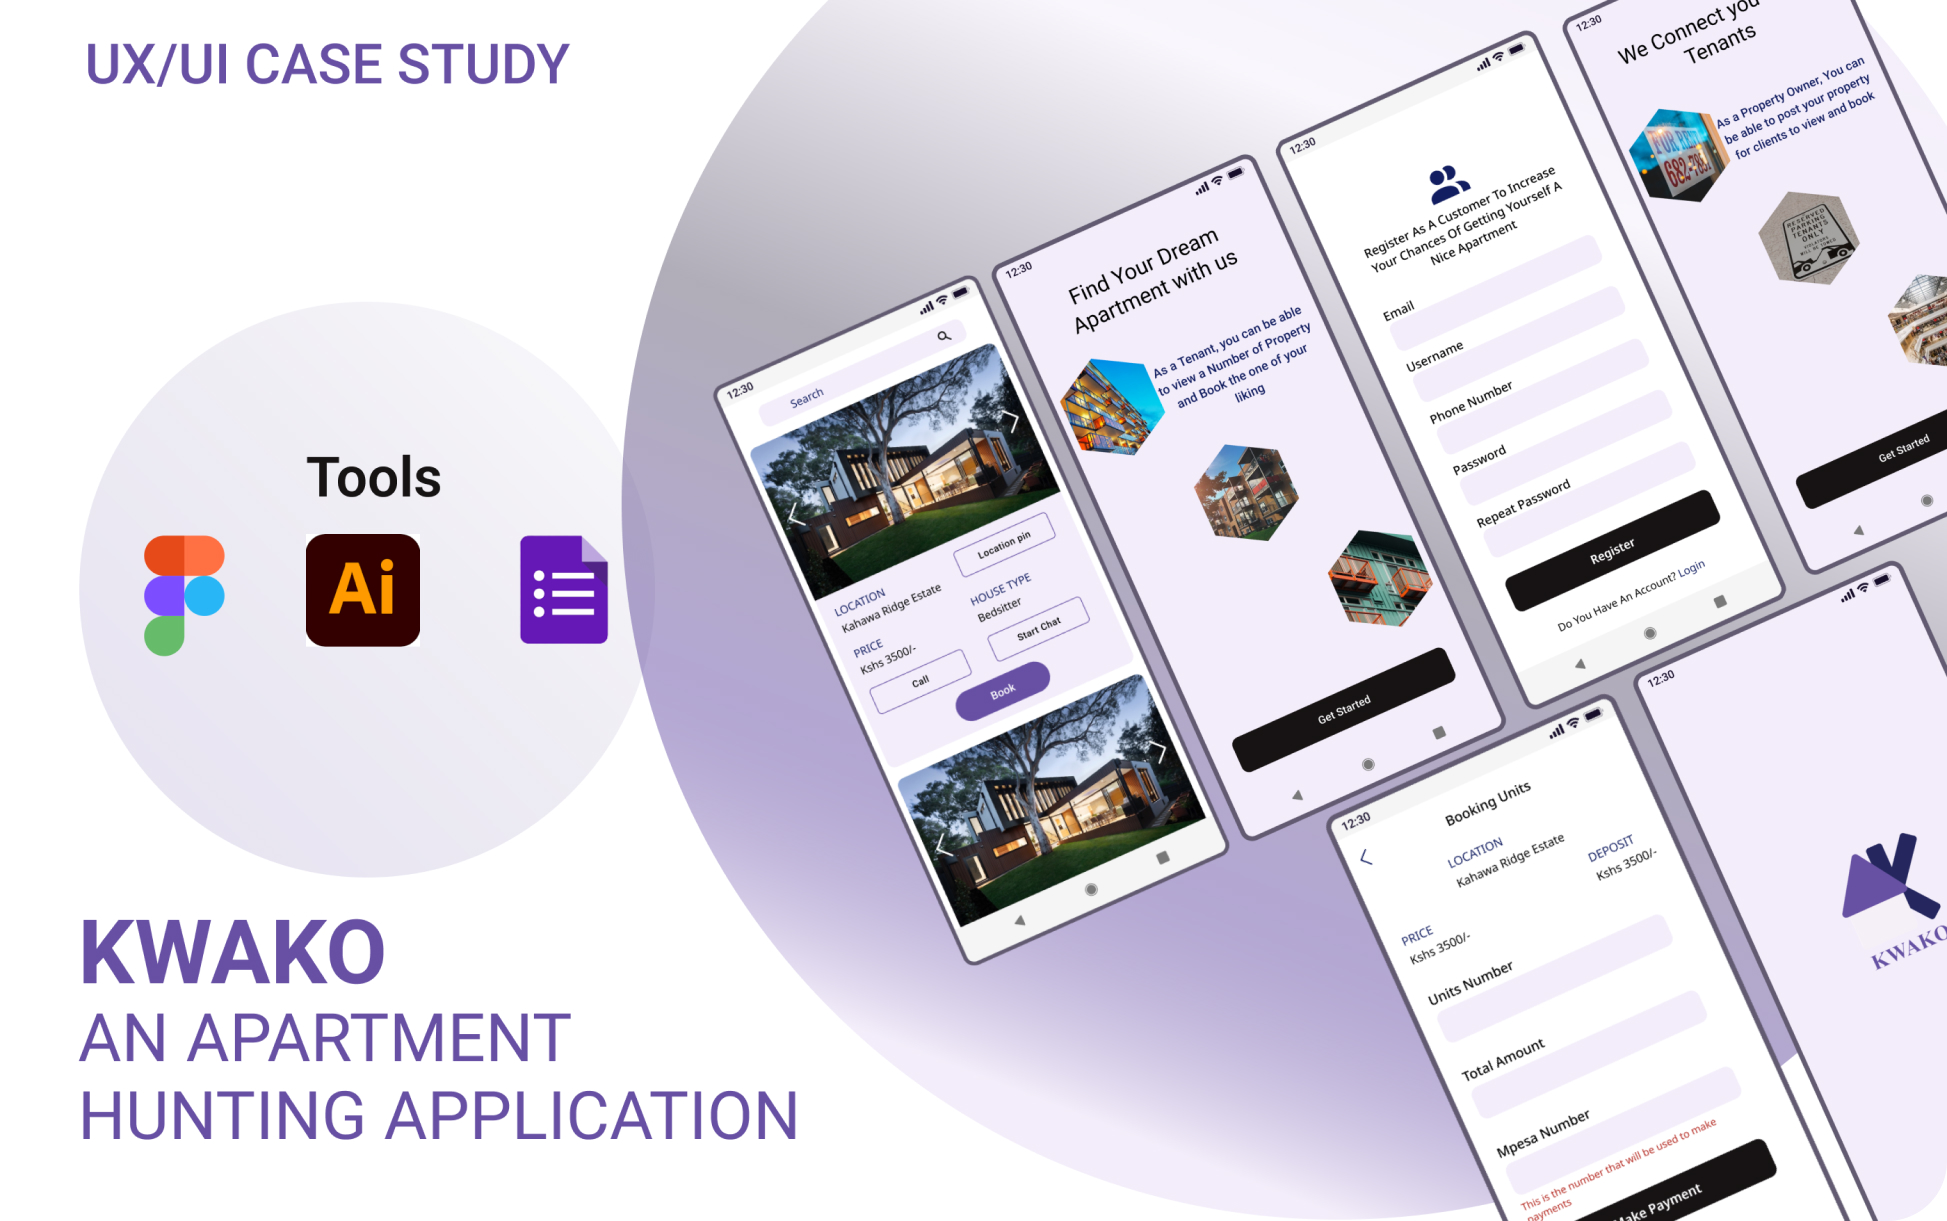 UX/UI CASE STUDY
Tools
Ai
KWAKO
AN APARTMENT
HUNTING APPLICATION
12:30
Search
Location pin
LOCATION
Kahawa Ridge Estate
HOUSE TYPE
Bedsitter
PRICE
Kshs 3500/-
Start Chat
Call
Book
12:30
Find Your Dream
Apartment with us
As a Tenant, you can be able
to view a Number of Property
and Book the one of your
liking
Get Started
12:30
Register As A Customer To Increase
Your Chances Of Getting Yourself A
Nice Apartment
Email
Username
Phone Number
Password
Repeat Password
Register
Do You Have An Account? Login
12:30
We Connect you
Tenants
As a Property Owner, You can
be able to post your property
for clients to view and book
FOR RENT
RESERVED
PARKING
TENANTS
ONLY
Get Started
12:30
Booking Units
LOCATION
Kahawa Ridge Estate
DEPOSIT
Kshs 3500/-
PRICE
Kshs 3500/-
Units Number
Total Amount
Mpesa Number
This is the number that will be used to make
payments
Make Payment
12:30
KWAKO